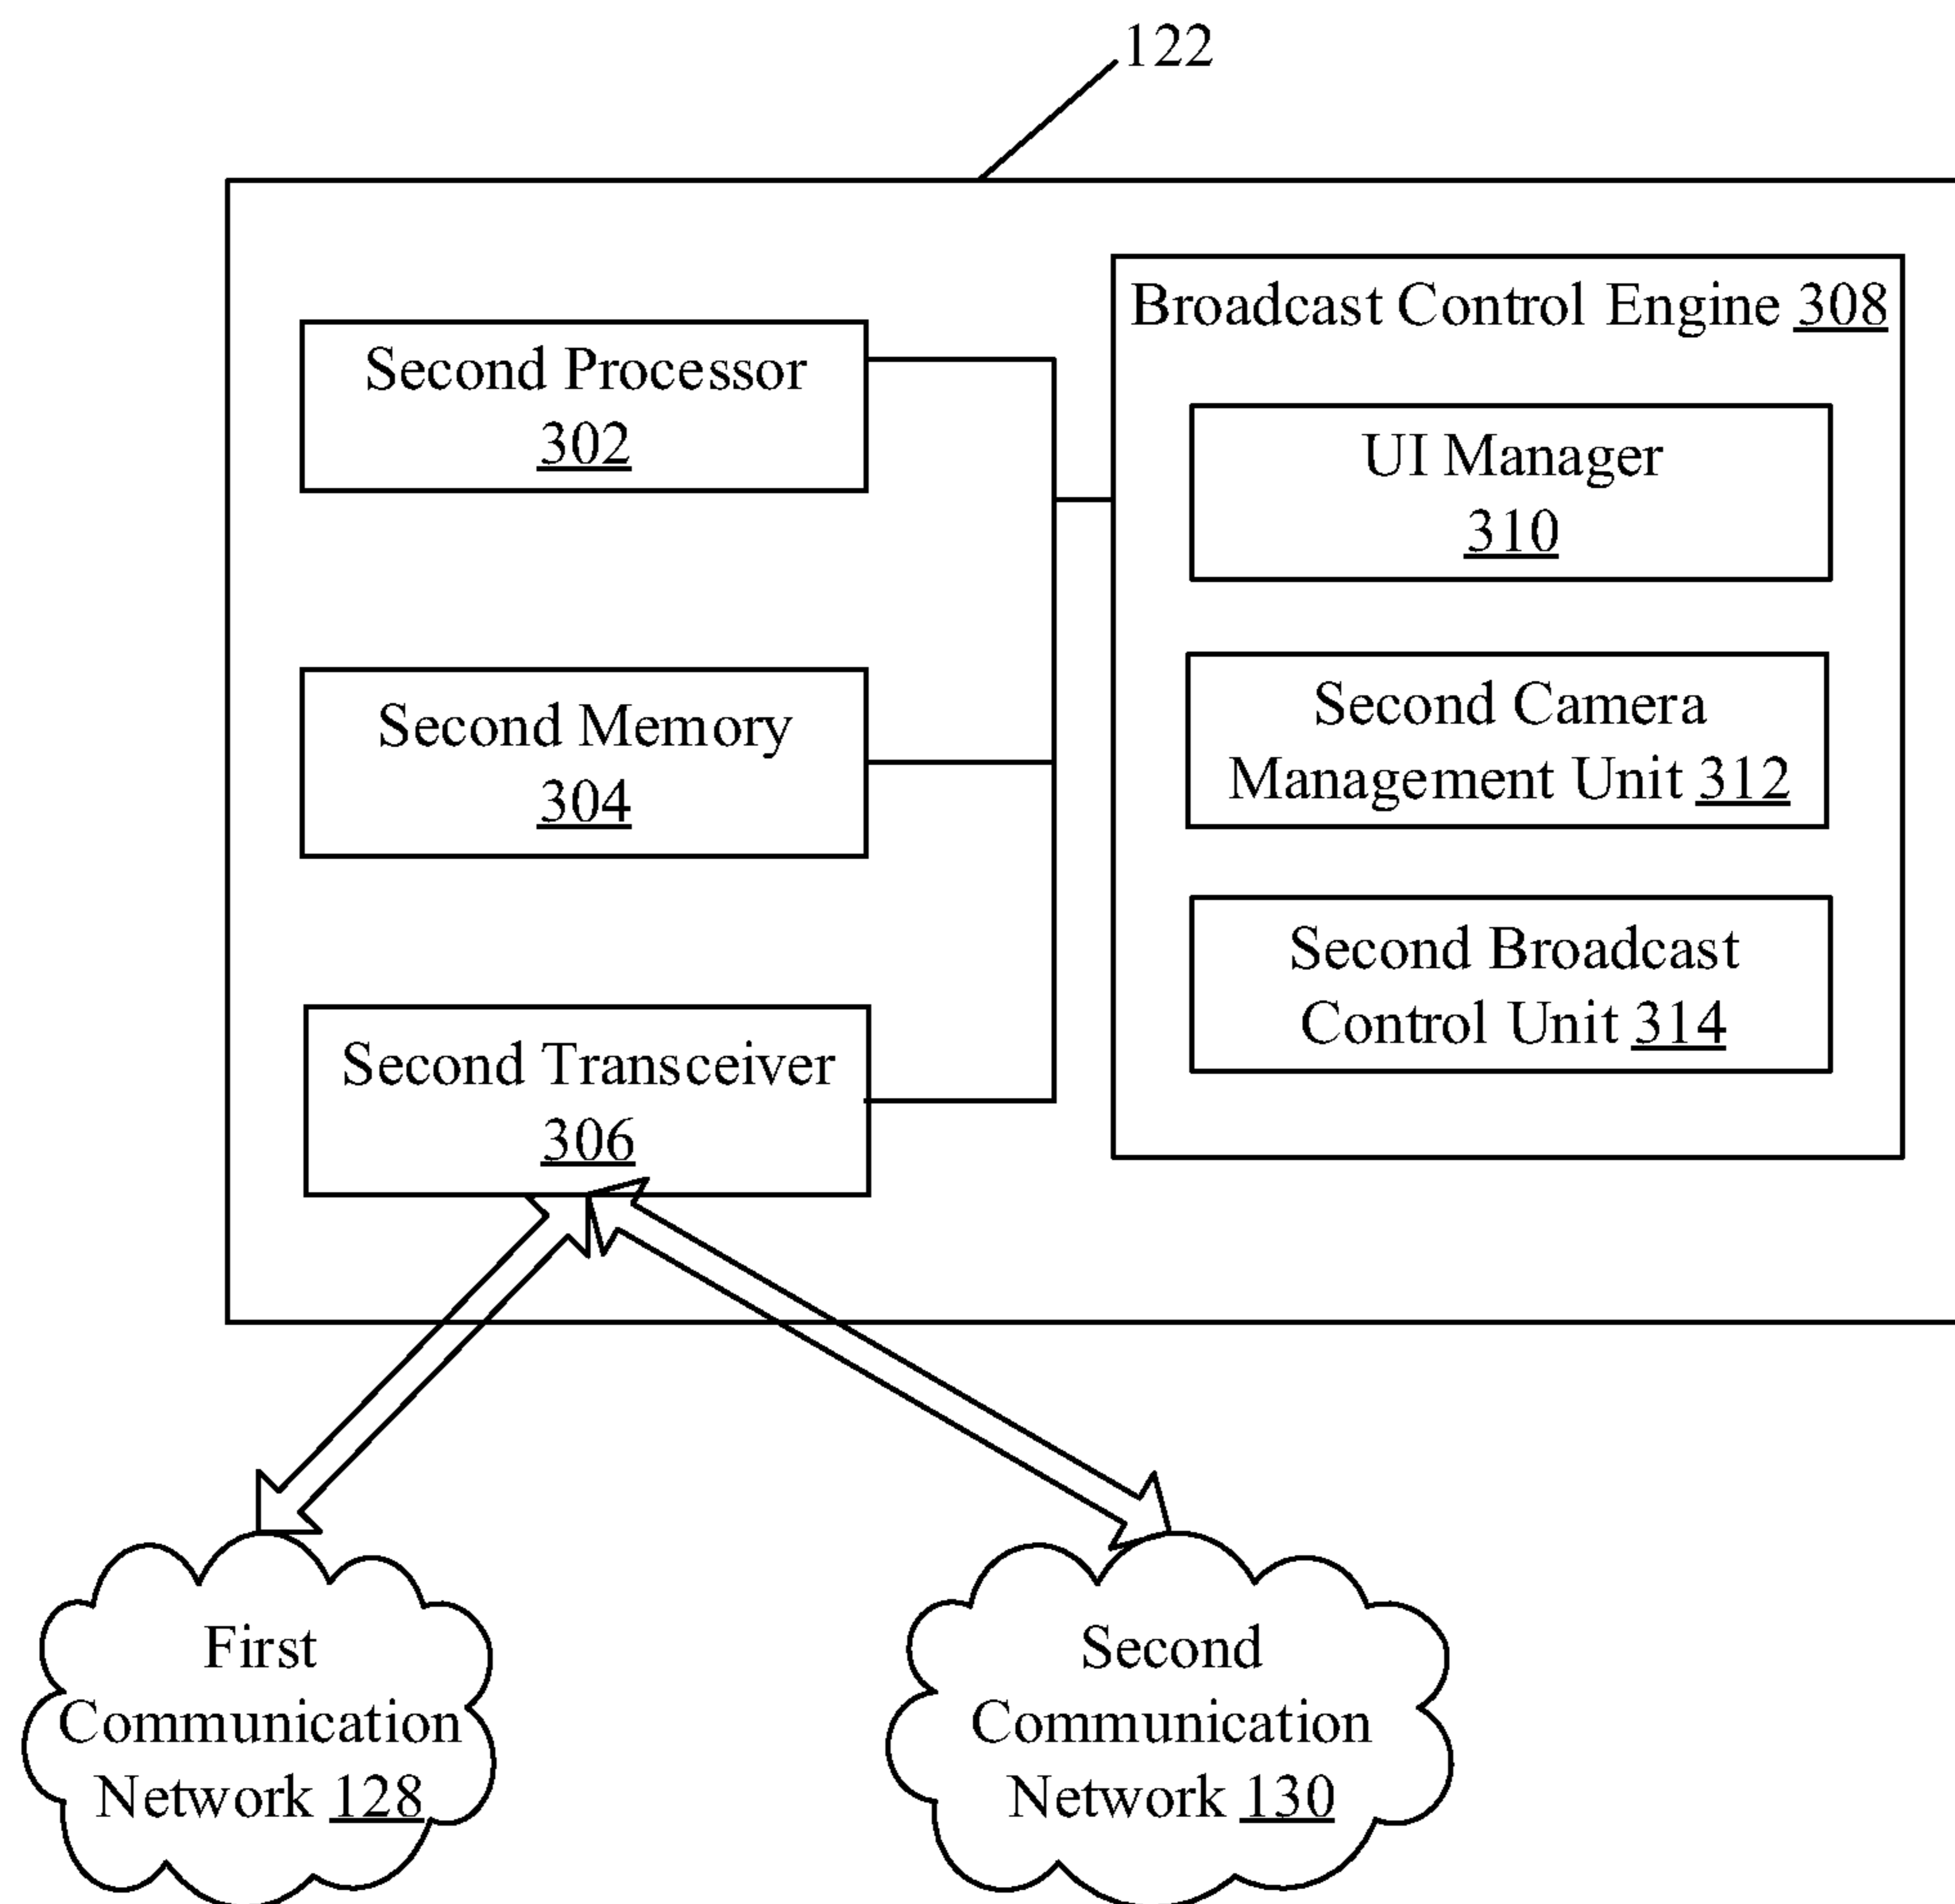 122
Second Processor
302
Second Memory
304
Second Transceiver
306
Broadcast Control Engine 308
UI Manager
310
Second Camera
Management Unit 312
Second Broadcast
Control Unit 314
First
Communication
Network 128
Second
Communication
Network 130